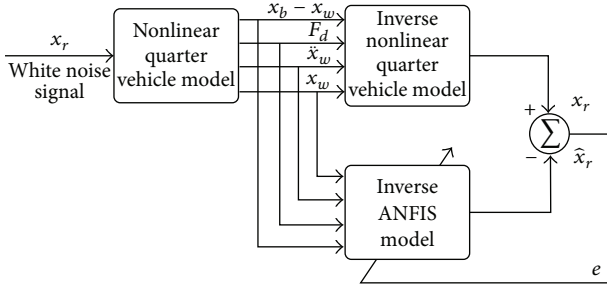 x_r
White noise
signal
Nonlinear
quarter
vehicle model
x_b − x_w
F_d
ẍ_w
x_w
Inverse
nonlinear
quarter
vehicle model
+
∑
−
x_r
x̂_r
Inverse
ANFIS
model
e